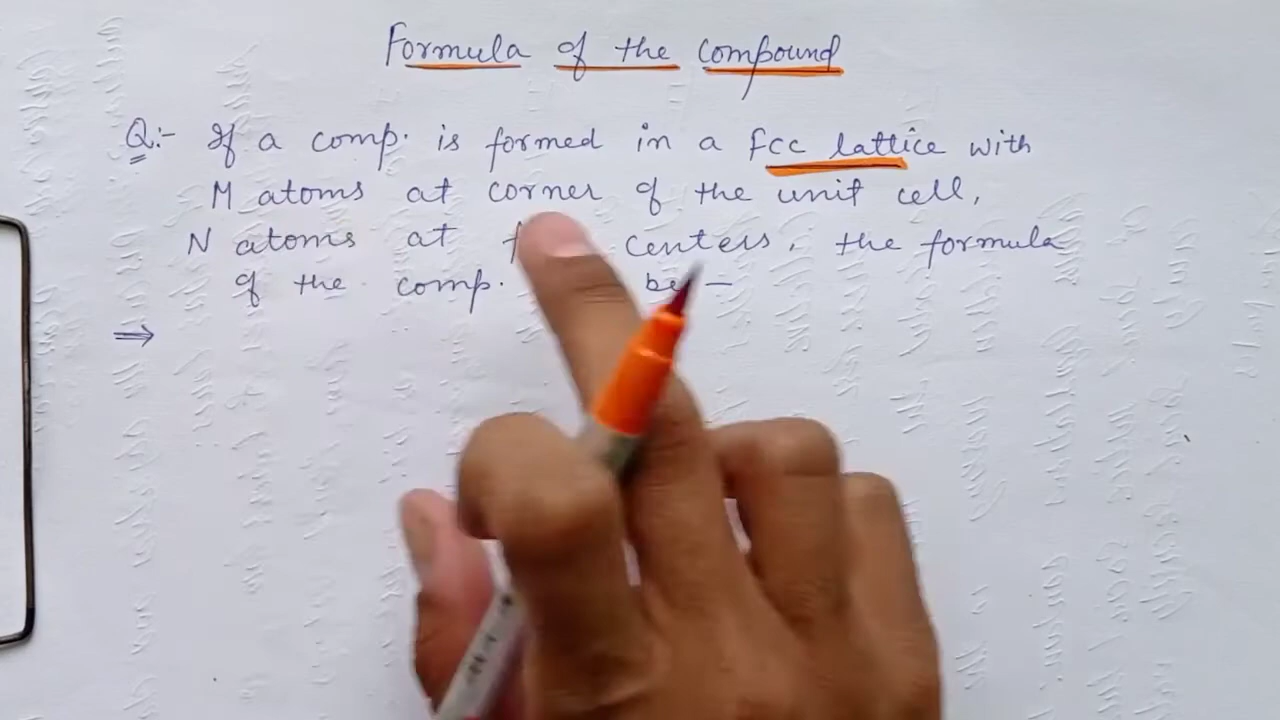 Formula of the compound
Q:- If a comp. is formed in a fcc lattice with
M atoms at corner of the unit cell,
N atoms at centers, the formula
of the comp. be -
⇒